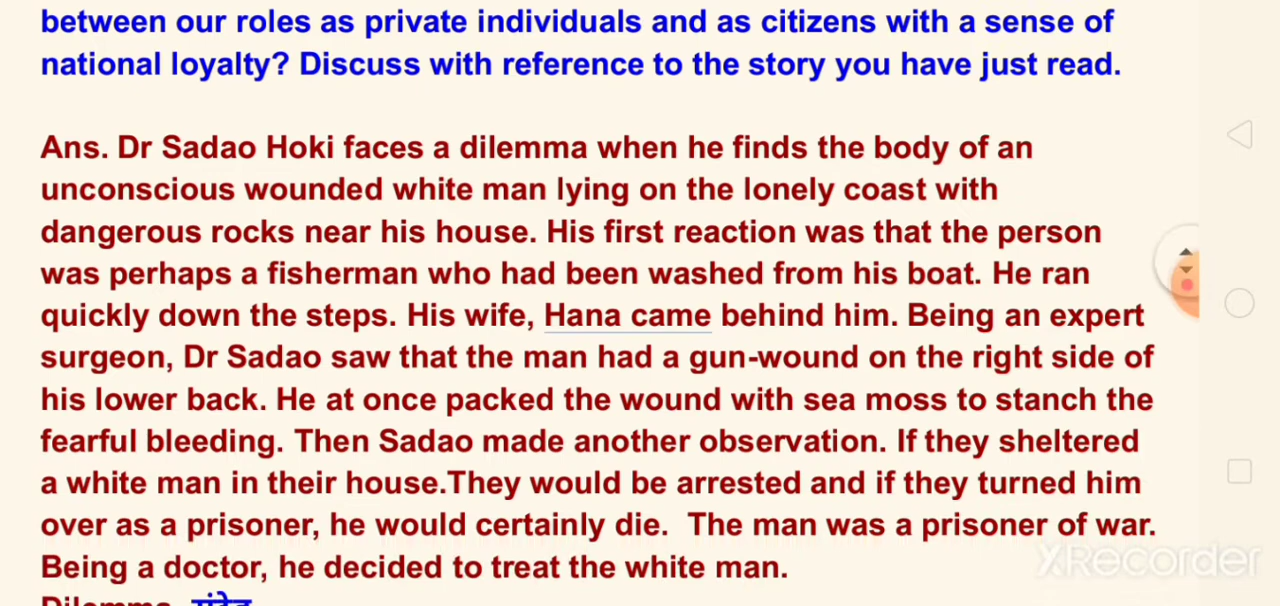 between our roles as private individuals and as citizens with a sense of
national loyalty? Discuss with reference to the story you have just read.
Ans. Dr Sadao Hoki faces a dilemma when he finds the body of an
unconscious wounded white man lying on the lonely coast with
dangerous rocks near his house. His first reaction was that the person
was perhaps a fisherman who had been washed from his boat. He ran
quickly down the steps. His wife, Hana came behind him. Being an expert
surgeon, Dr Sadao saw that the man had a gun-wound on the right side of
his lower back. He at once packed the wound with sea moss to stanch the
fearful bleeding. Then Sadao made another observation. If they sheltered
a white man in their house.They would be arrested and if they turned him
over as a prisoner, he would certainly die.  The man was a prisoner of war.
Being a doctor, he decided to treat the white man.
XRecorder
Dilemma